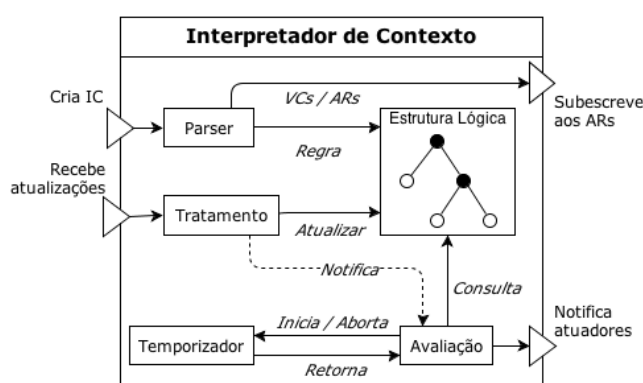 Interpretador de Contexto
Cria IC
VCs / ARs
Subescreve
aos ARs
Parser
Estrutura Lógica
Regra
Recebe
atualizações
Tratamento
Atualizar
Notifica
Consulta
Notifica
atuadores
Inicia / Aborta
Temporizador
Avaliação
Retorna